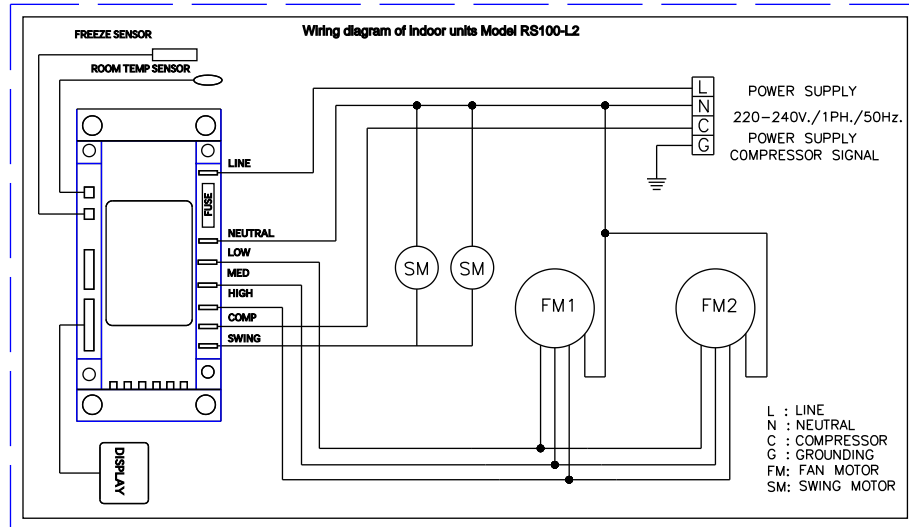 Wiring diagram of indoor units Model RS100-L2
FREEZE SENSOR
ROOM TEMP SENSOR
L
N
C
G
POWER SUPPLY
220-240V./1PH./50Hz.
POWER SUPPLY
COMPRESSOR SIGNAL
LINE
FUSE
NEUTRAL
LOW
MED
HIGH
COMP
SWING
SM
SM
FM1
FM2
DISPLAY
L : LINE
N : NEUTRAL
C : COMPRESSOR
G : GROUNDING
FM: FAN MOTOR
SM: SWING MOTOR